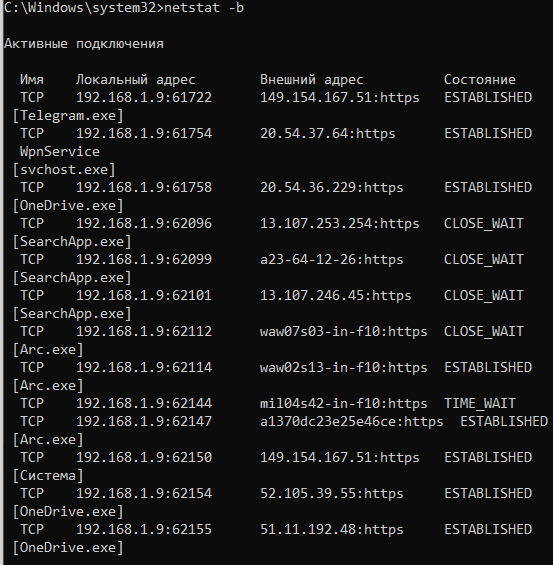 C:\Windows\system32>netstat -b
Активные подключения
Имя Локальный адрес Внешний адрес Состояние
TCP 192.168.1.9:61722 149.154.167.51:https ESTABLISHED
[Telegram.exe]
TCP 192.168.1.9:61754 20.54.37.64:https ESTABLISHED
WpnService
[svchost.exe]
TCP 192.168.1.9:61758 20.54.36.229:https ESTABLISHED
[OneDrive.exe]
TCP 192.168.1.9:62096 13.107.253.254:https CLOSE_WAIT
[SearchApp.exe]
TCP 192.168.1.9:62099 a23-64-12-26:https CLOSE_WAIT
[SearchApp.exe]
TCP 192.168.1.9:62101 13.107.246.45:https CLOSE_WAIT
[SearchApp.exe]
TCP 192.168.1.9:62112 waw07s03-in-f10:https CLOSE_WAIT
[Arc.exe]
TCP 192.168.1.9:62114 waw02s13-in-f10:https ESTABLISHED
[Arc.exe]
TCP 192.168.1.9:62144 mil04s42-in-f10:https TIME_WAIT
TCP 192.168.1.9:62147 a1370dc23e25e46ce:https ESTABLISHED
[Arc.exe]
TCP 192.168.1.9:62150 149.154.167.51:https ESTABLISHED
[Система]
TCP 192.168.1.9:62154 52.105.39.55:https ESTABLISHED
[OneDrive.exe]
TCP 192.168.1.9:62155 51.11.192.48:https ESTABLISHED
[OneDrive.exe]